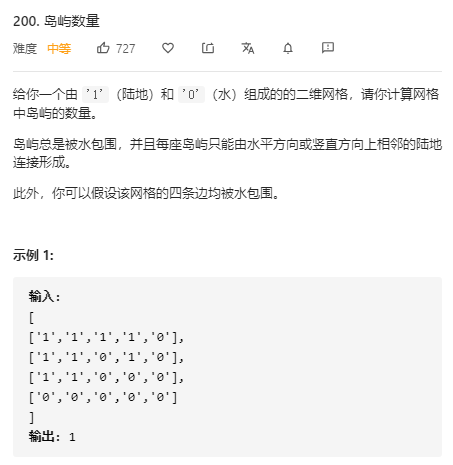 200. 岛屿数量
难度 中等 727
给你一个由 '1'（陆地）和 '0'（水）组成的的二维网格，请你计算网格
中岛屿的数量。
岛屿总是被水包围，并且每座岛屿只能由水平方向或竖直方向上相邻的陆地
连接形成。
此外，你可以假设该网格的四条边均被水包围。
示例 1:
输入:
[
['1','1','1','1','0'],
['1','1','0','1','0'],
['1','1','0','0','0'],
['0','0','0','0','0']
]
输出: 1